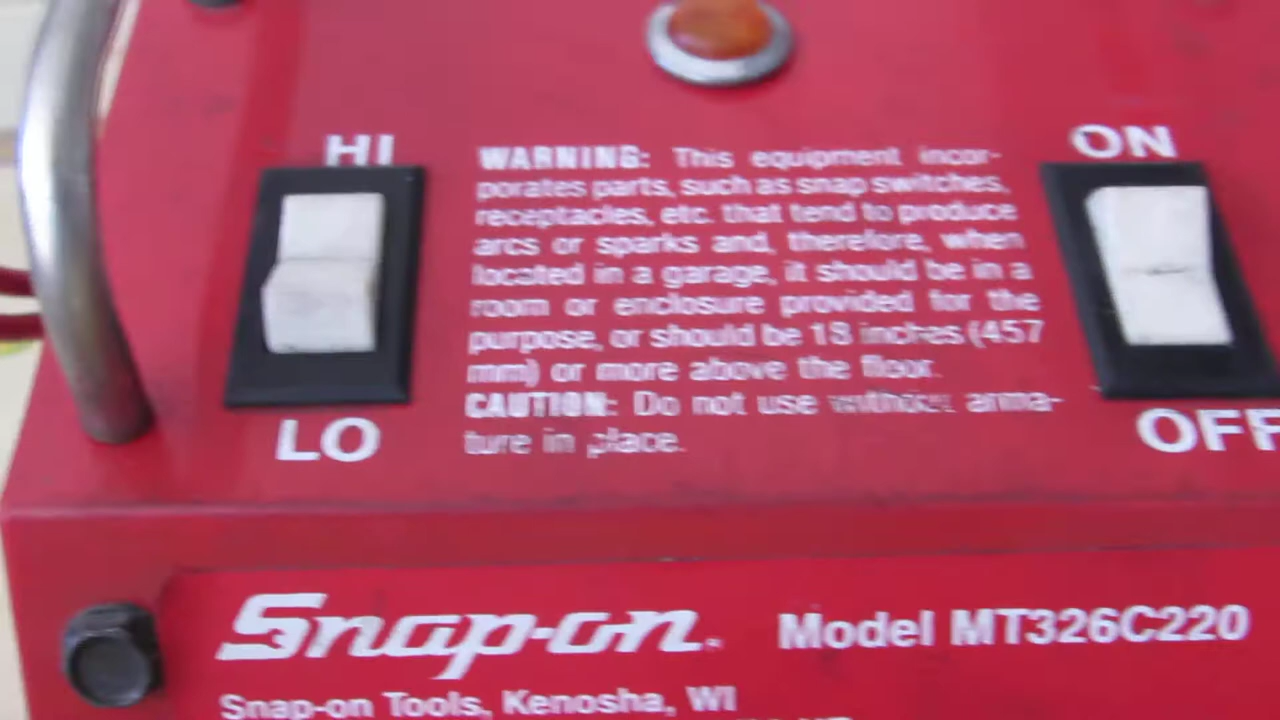 HI
ON
WARNING: This equipment incor-
porates parts, such as snap switches,
receptacles, etc. that tend to produce
arcs or sparks and, therefore, when
located in a garage, it should be in a
room or enclosure provided for the
purpose, or should be 18 inches (457
mm) or more above the floor.
CAUTION: Do not use without arma-
ture in place.
LO
OFF
Snap-on
Model MT326C220
Snap-on Tools, Kenosha, WI